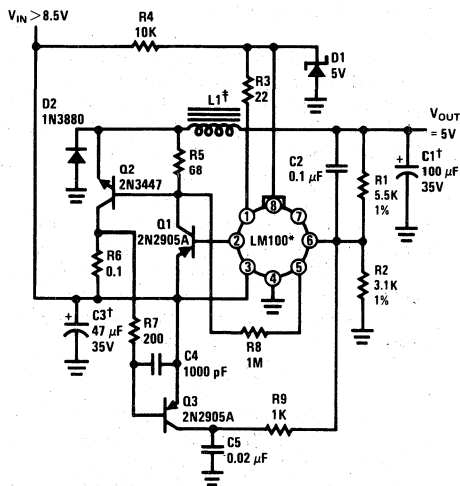 V_IN > 8.5V
R4
10K
D1
5V
R3
22
L1‡
D2
1N3880
V_OUT
= 5V
R5
68
C2
0.1 µF
R1
5.5K
1%
C1†
100 µF
35V
+
Q2
2N3447
Q1
2N2905A
1
8
7
2
LM100*
6
3
4
5
R6
0.1
R2
3.1K
1%
C3†
47 µF
35V
+
R7
200
R8
1M
C4
1000 pF
Q3
2N2905A
R9
1K
C5
0.02 µF